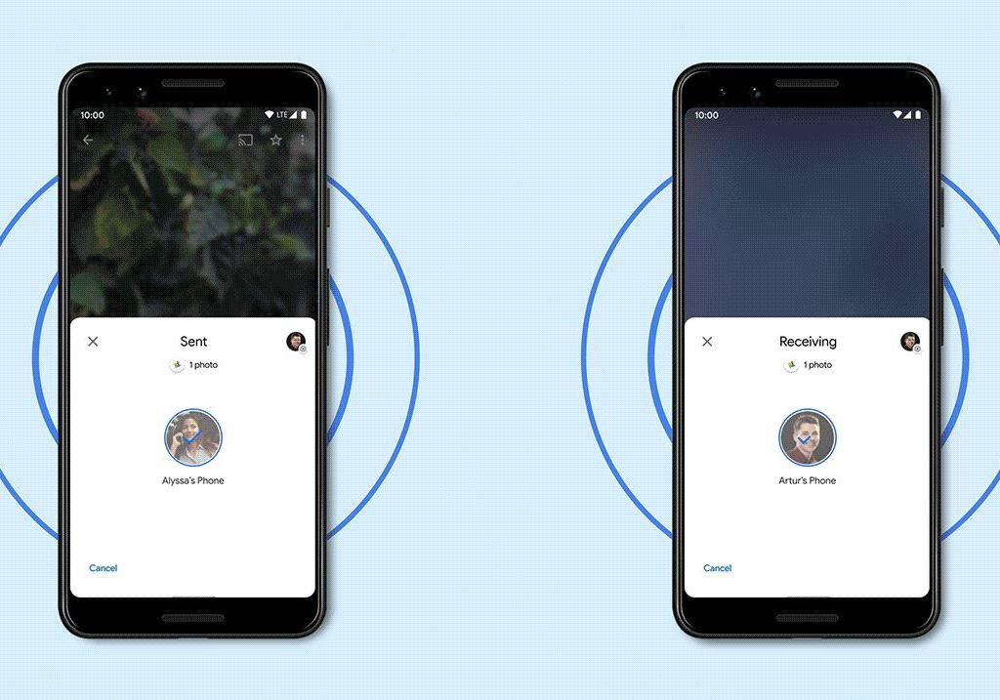 10:00 LTE
Sent
1 photo
Alyssa's Phone
Cancel
10:00
Receiving
1 photo
Artur's Phone
Cancel